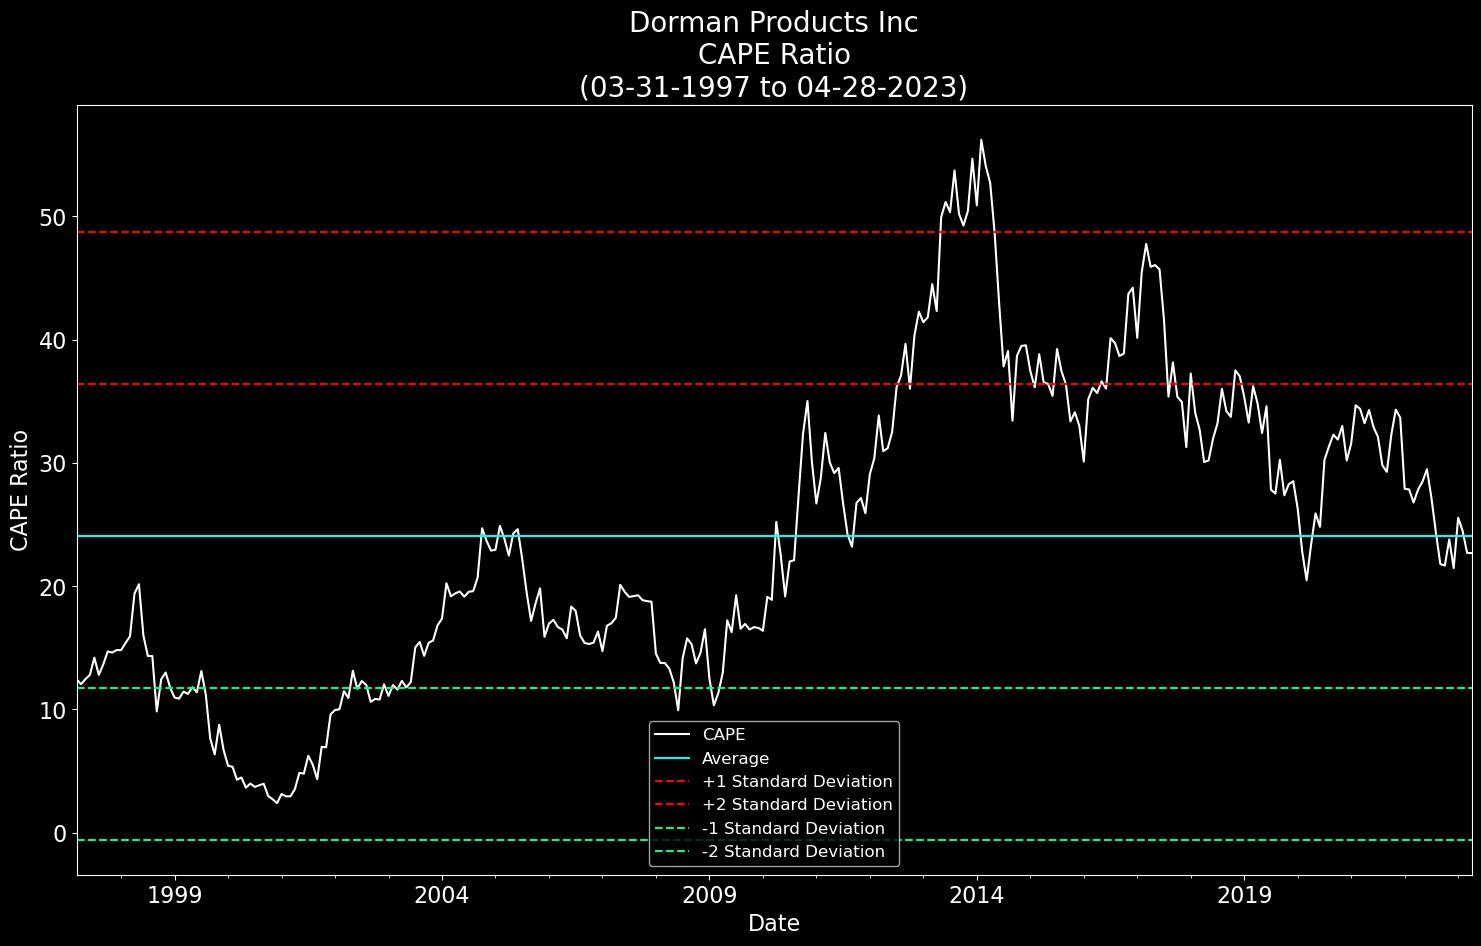 Dorman Products Inc
CAPE Ratio
(03-31-1997 to 04-28-2023)
CAPE Ratio
50
40
30
20
10
0
CAPE
Average
+1 Standard Deviation
+2 Standard Deviation
-1 Standard Deviation
-2 Standard Deviation
1999 2004 2009 2014 2019
Date